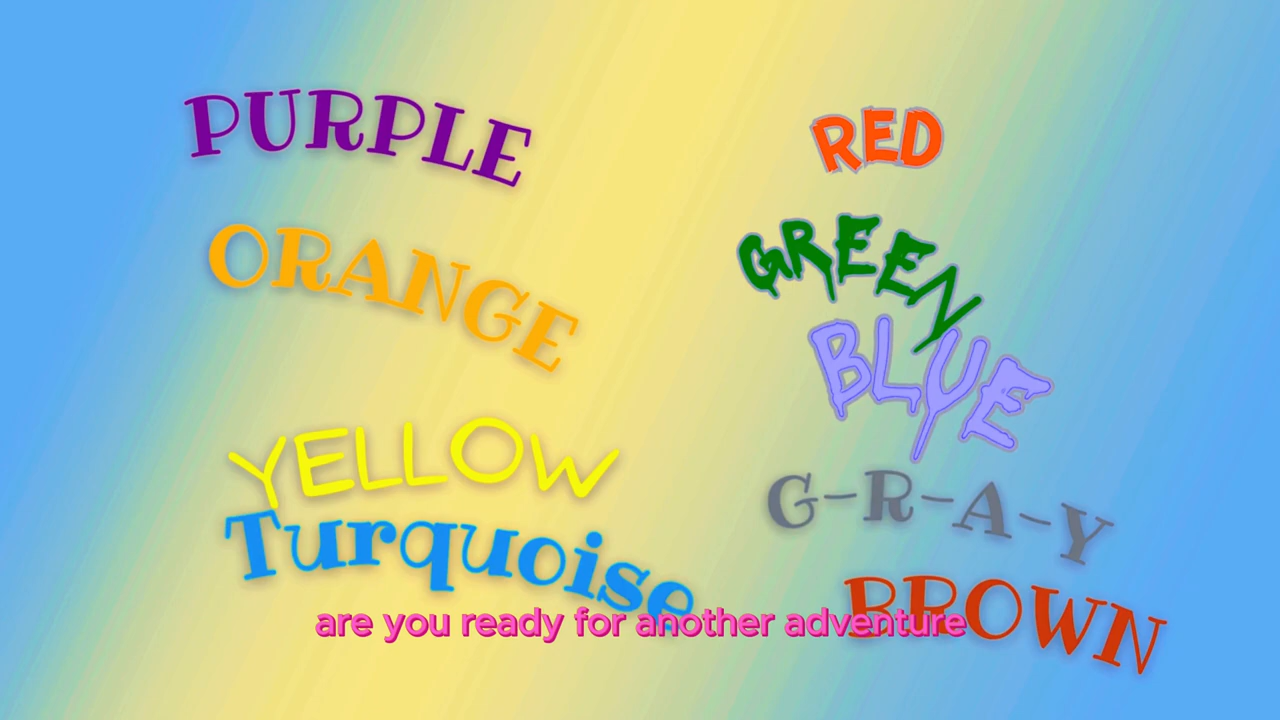 PURPLE
ORANGE
YELLOW
Turquoise
RED
GREEN
BLUE
G-R-A-Y
BROWN
are you ready for another adventure